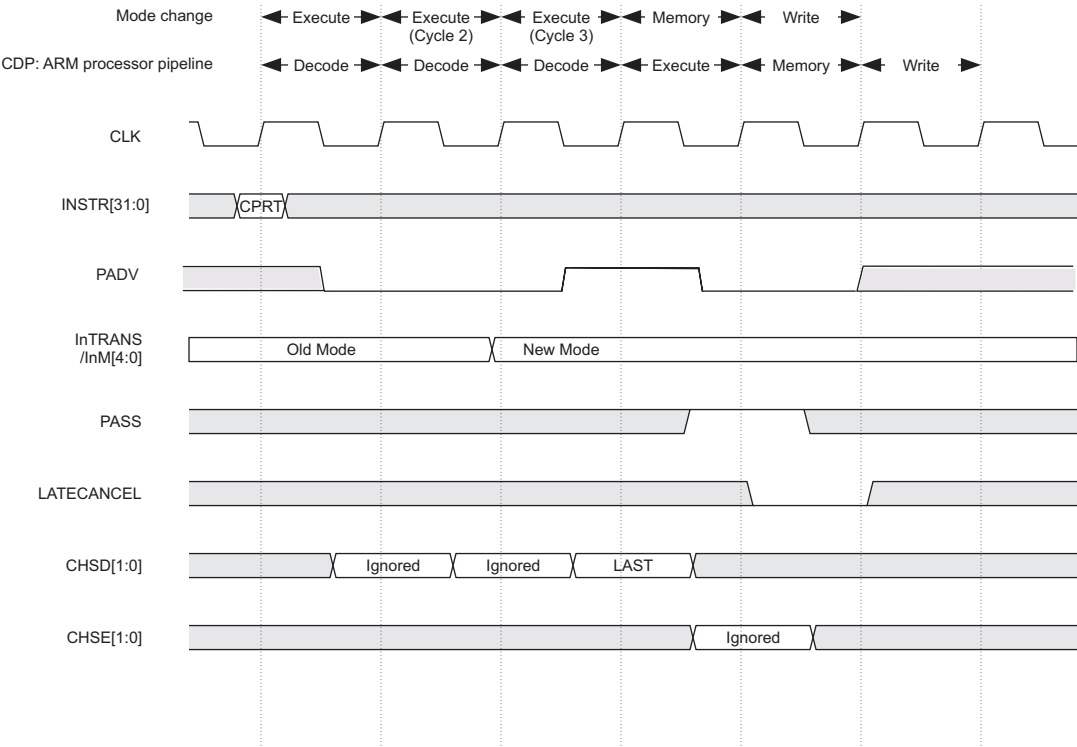 Mode change Execute Execute Execute Memory Write
(Cycle 2) (Cycle 3)
CDP: ARM processor pipeline Decode Decode Decode Execute Memory Write
CLK
INSTR[31:0] CPRT
PADV
InTRANS
/InM[4:0] Old Mode New Mode
PASS
LATECANCEL
CHSD[1:0] Ignored Ignored LAST
CHSE[1:0] Ignored